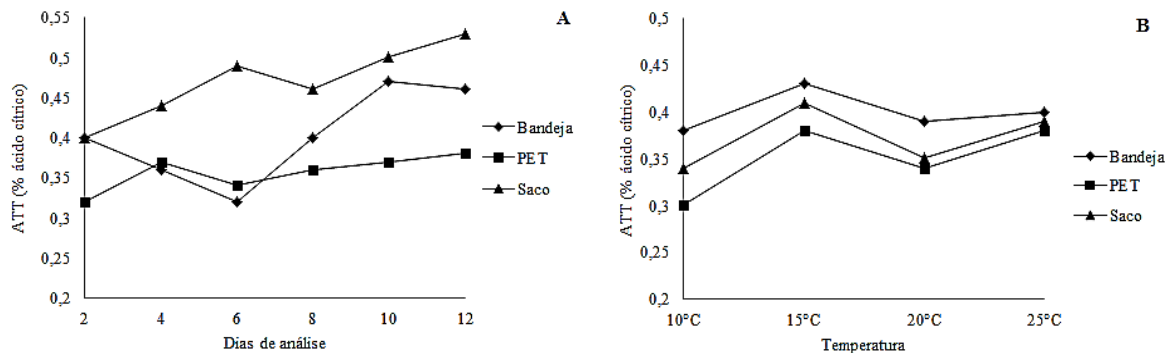 A
ATT (% ácido cítrico)
0,55
0,5
0,45
0,4
0,35
0,3
0,25
0,2
2 4 6 8 10 12
Dias de análise
Bandeja
PET
Saco
B
ATT (% ácido cítrico)
0,5
0,45
0,4
0,35
0,3
0,25
0,2
10°C 15°C 20°C 25°C
Temperatura
Bandeja
PET
Saco